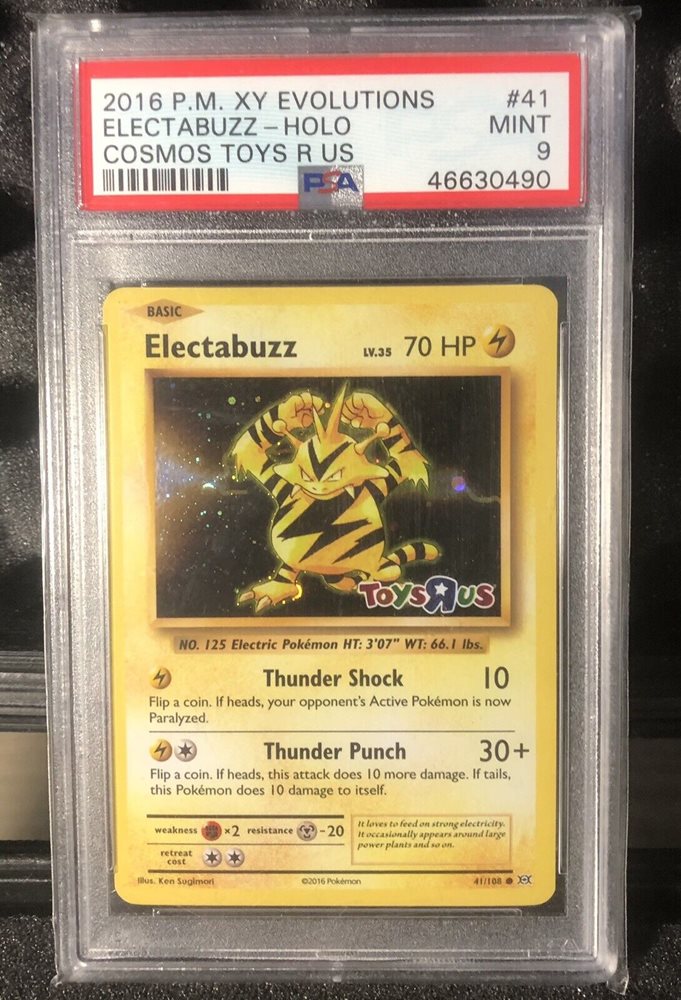 2016 P.M. XY EVOLUTIONS #41
ELECTABUZZ – HOLO MINT
COSMOS TOYS R US 9
PSA 46630490
BASIC
Electabuzz LV.35 70 HP
ToysRus
NO. 125 Electric Pokémon HT: 3'07" WT: 66.1 lbs.
Thunder Shock 10
Flip a coin. If heads, your opponent's Active Pokémon is now
Paralyzed.
Thunder Punch 30+
Flip a coin. If heads, this attack does 10 more damage. If tails,
this Pokémon does 10 damage to itself.
weakness ×2 resistance -20
retreat
cost
It loves to feed on strong electricity.
It occasionally appears around large
power plants and so on.
Illus. Ken Sugimori ©2016 Pokémon 41/108